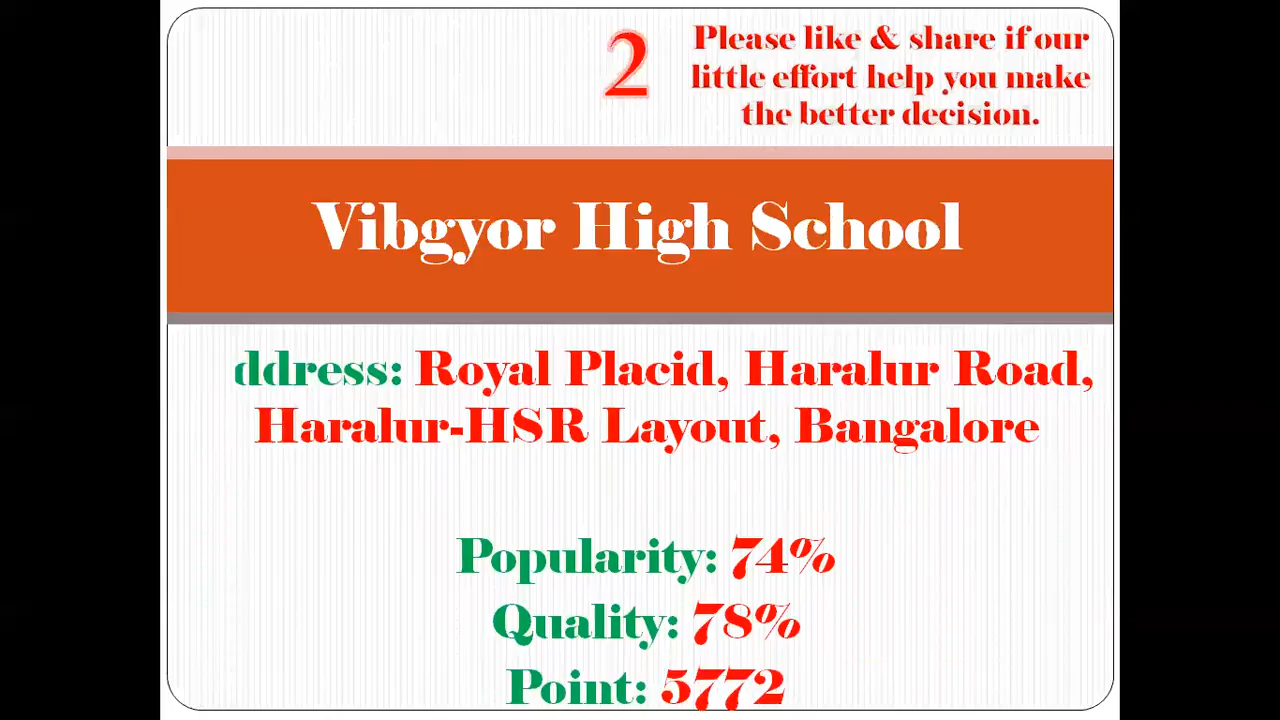 2
Please like & share if our
little effort help you make
the better decision.
Vibgyor High School
ddress: Royal Placid, Haralur Road,
Haralur-HSR Layout, Bangalore
Popularity: 74%
Quality: 78%
Point: 5772